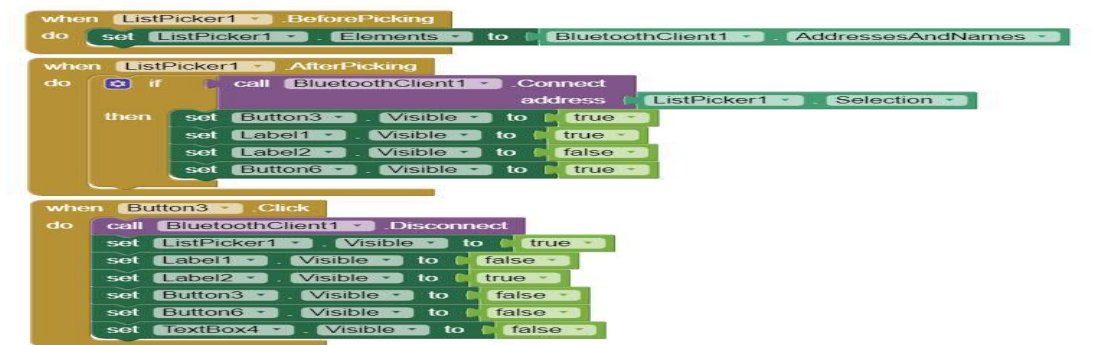 when ListPicker1 .BeforePicking
do set ListPicker1 . Elements to BluetoothClient1 . AddressesAndNames
when ListPicker1 .AfterPicking
do if call BluetoothClient1 .Connect
address ListPicker1 . Selection
then set Button3 . Visible to true
set Label1 . Visible to true
set Label2 . Visible to false
set Button6 . Visible to true
when Button3 .Click
do call BluetoothClient1 .Disconnect
set ListPicker1 . Visible to true
set Label1 . Visible to false
set Label2 . Visible to true
set Button3 . Visible to false
set Button6 . Visible to false
set TextBox4 . Visible to false